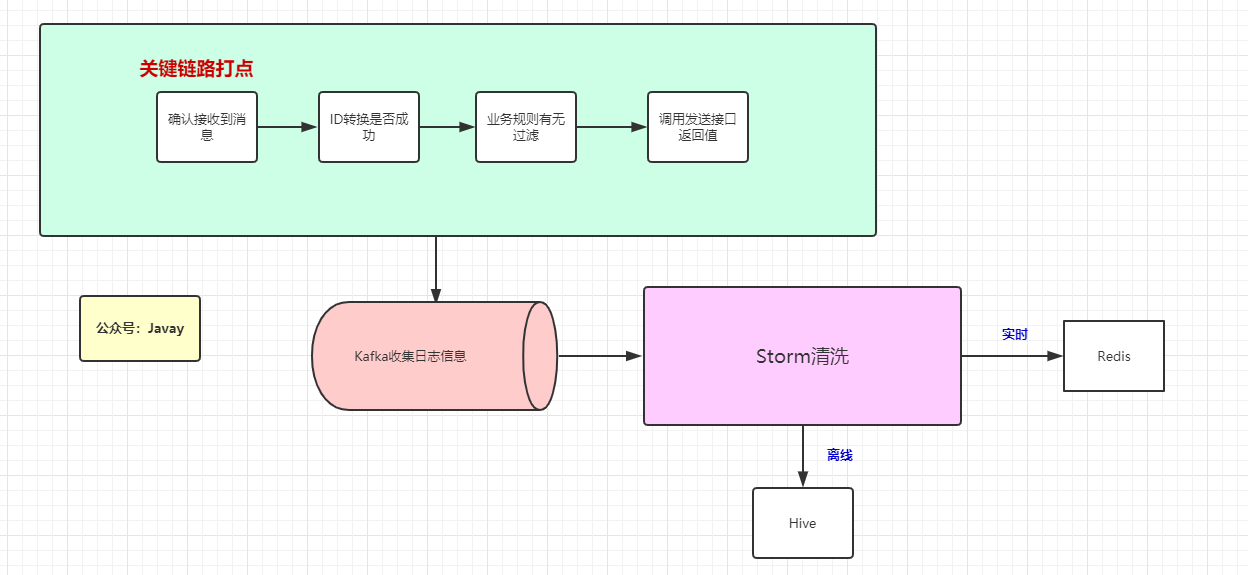 关键链路打点
确认接收到消
息
ID转换是否成
功
业务规则有无
过滤
调用发送接口
返回值
公众号：Javay
Kafka收集日志信息
Storm清洗
实时
Redis
离线
Hive